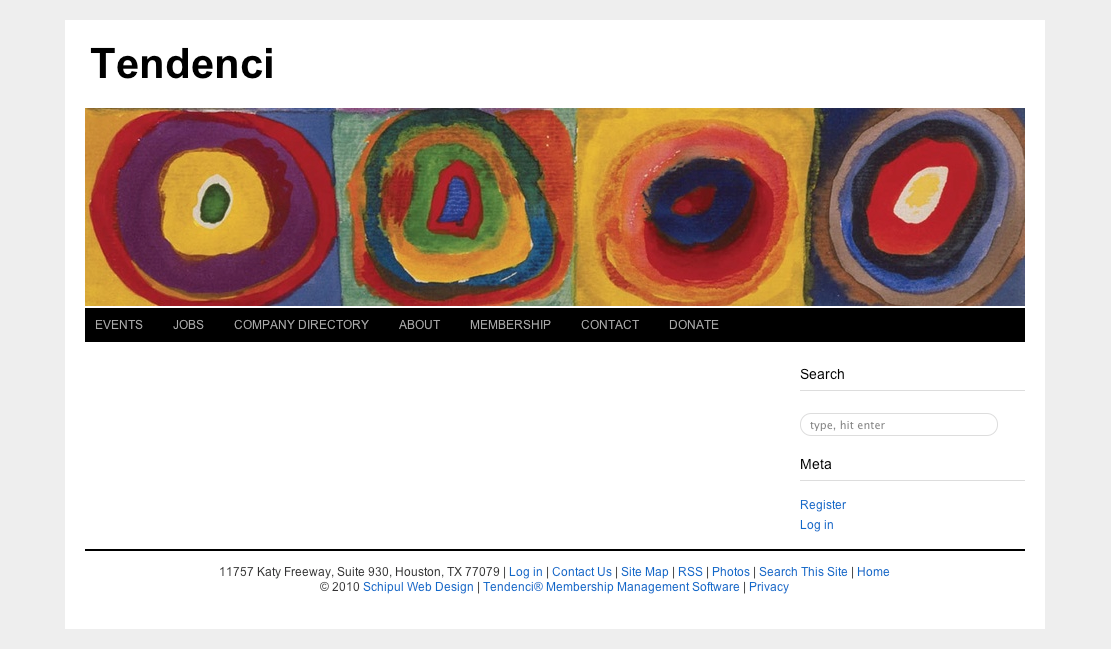 Tendenci
EVENTS JOBS COMPANY DIRECTORY ABOUT MEMBERSHIP CONTACT DONATE
Search
type, hit enter
Meta
Register
Log in
11757 Katy Freeway, Suite 930, Houston, TX 77079 | Log in | Contact Us | Site Map | RSS | Photos | Search This Site | Home
© 2010 Schipul Web Design | Tendenci® Membership Management Software | Privacy